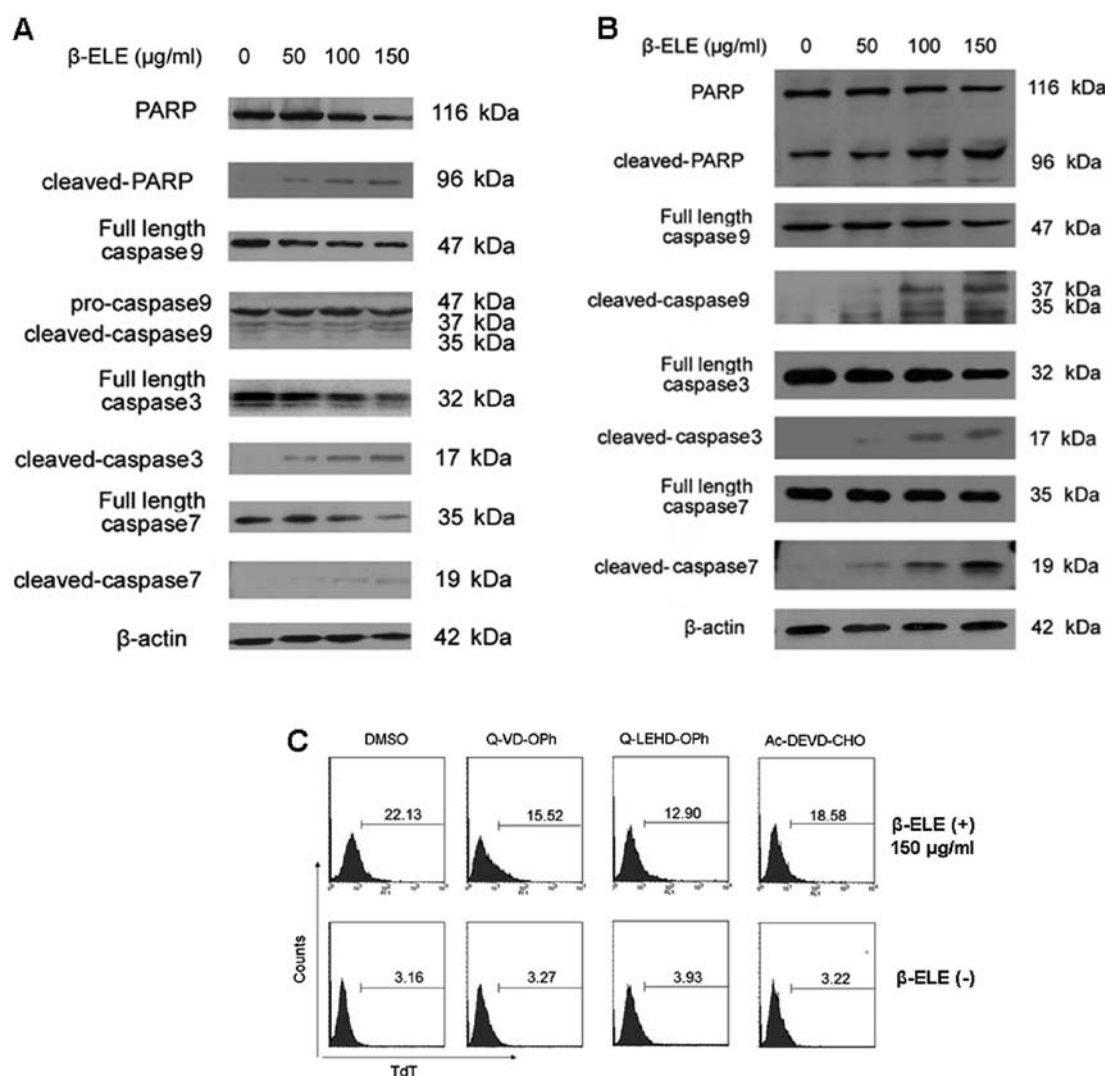 A
β-ELE (μg/ml) 0 50 100 150
PARP 116 kDa
cleaved-PARP 96 kDa
Full length
caspase9 47 kDa
pro-caspase9 47 kDa
37 kDa
cleaved-caspase9
35 kDa
Full length
caspase3 32 kDa
cleaved-caspase3 17 kDa
Full length
caspase7 35 kDa
cleaved-caspase7 19 kDa
β-actin 42 kDa
B
β-ELE (μg/ml) 0 50 100 150
PARP 116 kDa
cleaved-PARP 96 kDa
Full length
caspase9 47 kDa
cleaved-caspase9 37 kDa
35 kDa
Full length
caspase3 32 kDa
cleaved-caspase3 17 kDa
Full length
caspase7 35 kDa
cleaved-caspase7 19 kDa
β-actin 42 kDa
C
DMSO Q-VD-OPh Q-LEHD-OPh Ac-DEVD-CHO
22.13 15.52 12.90 18.58
β-ELE (+)
150 μg/ml
3.16 3.27 3.93 3.22
β-ELE (-)
Counts
TdT